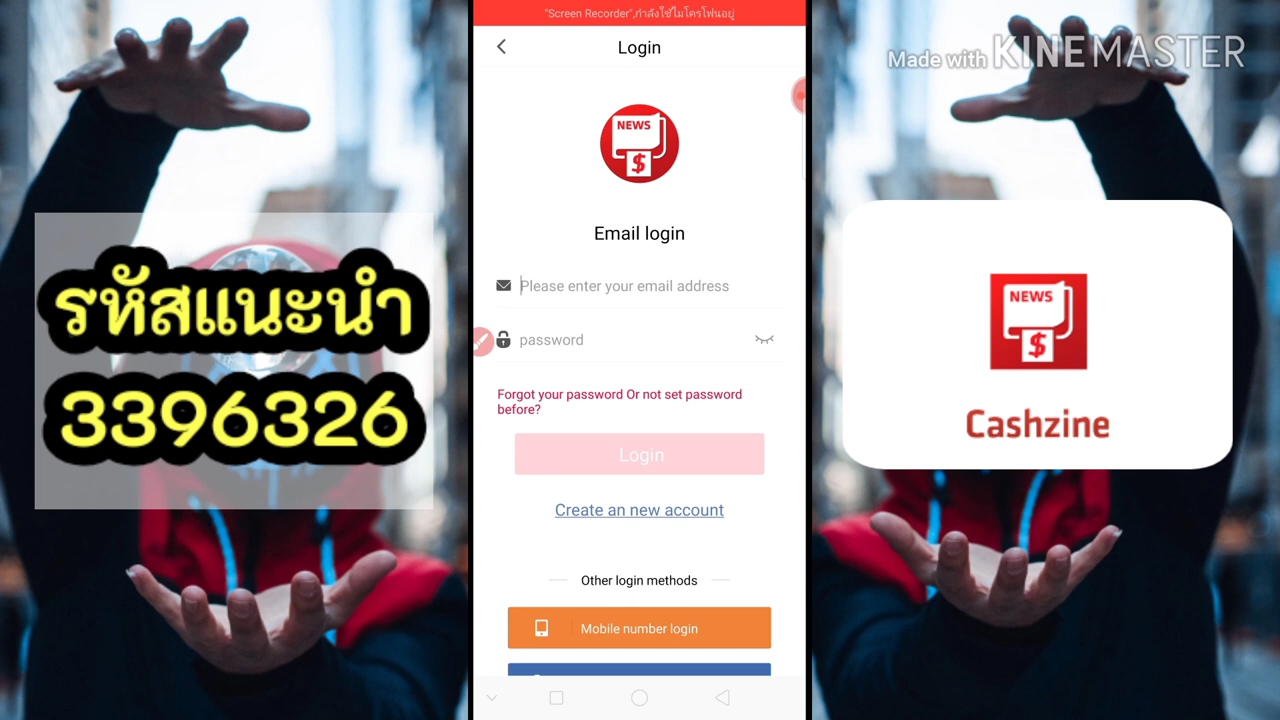 "Screen Recorder",กำลังใช้ไมโครโฟนอยู่
Login
Made with KINEMASTER
NEWS
$
Email login
Please enter your email address
password
Forgot your password Or not set password
before?
Login
Create an new account
Other login methods
Mobile number login
รหัสแนะนำ
3396326
NEWS
$
Cashzine